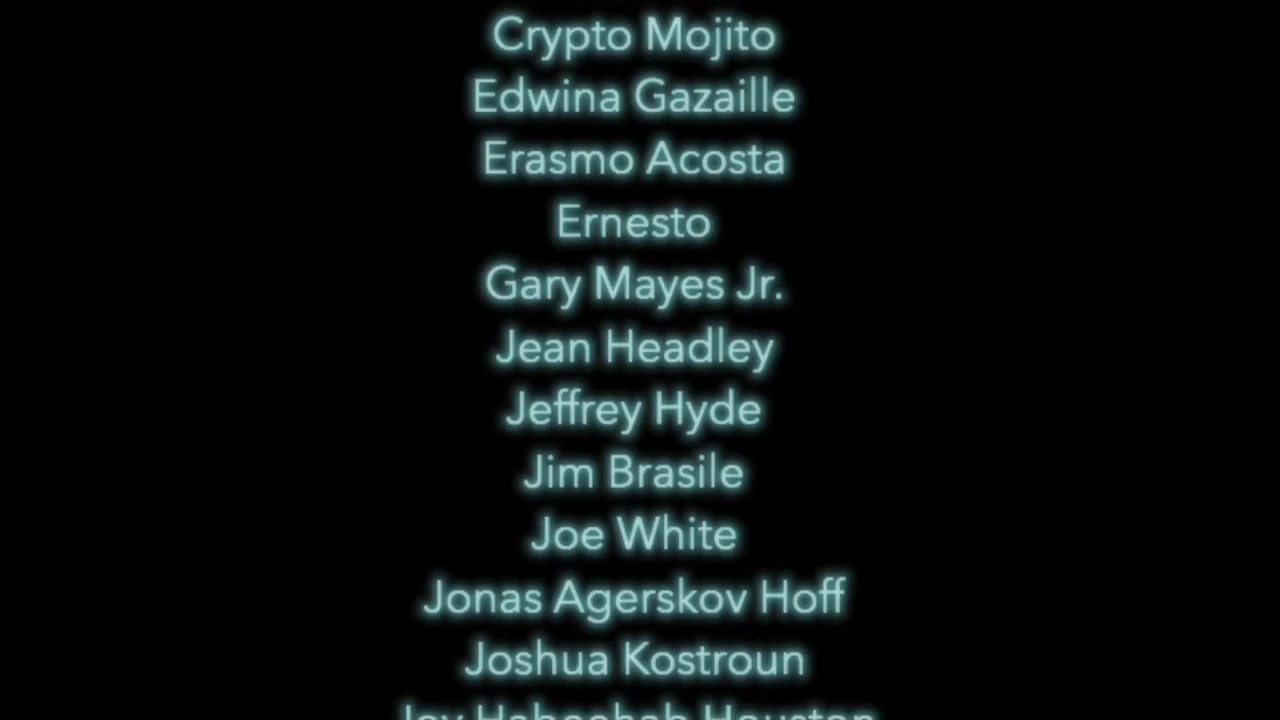 Crypto Mojito
Edwina Gazaille
Erasmo Acosta
Ernesto
Gary Mayes Jr.
Jean Headley
Jeffrey Hyde
Jim Brasile
Joe White
Jonas Agerskov Hoff
Joshua Kostroun